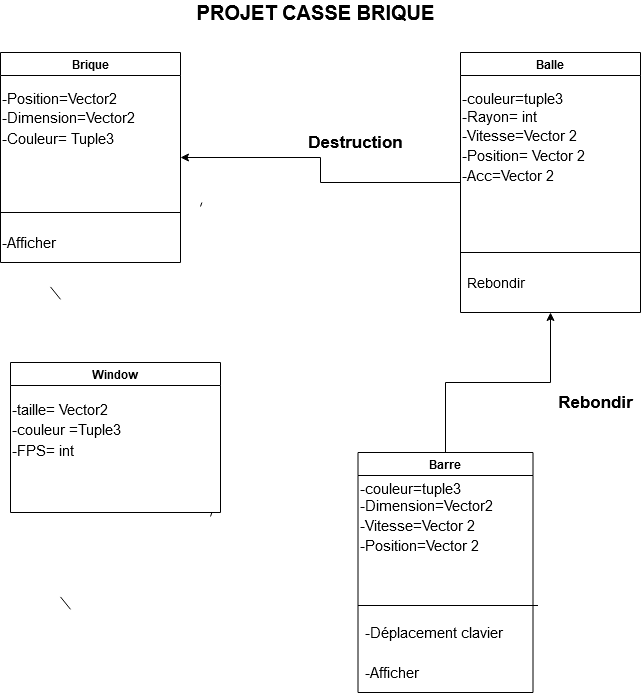 PROJET CASSE BRIQUE
Brique
-Position=Vector2
-Dimension=Vector2
-Couleur= Tuple3
-Afficher
Destruction
Balle
-couleur=tuple3
-Rayon= int
-Vitesse=Vector 2
-Position= Vector 2
-Acc=Vector 2
Rebondir
Window
-taille= Vector2
-couleur =Tuple3
-FPS= int
Rebondir
Barre
-couleur=tuple3
-Dimension=Vector2
-Vitesse=Vector 2
-Position=Vector 2
-Déplacement clavier
-Afficher